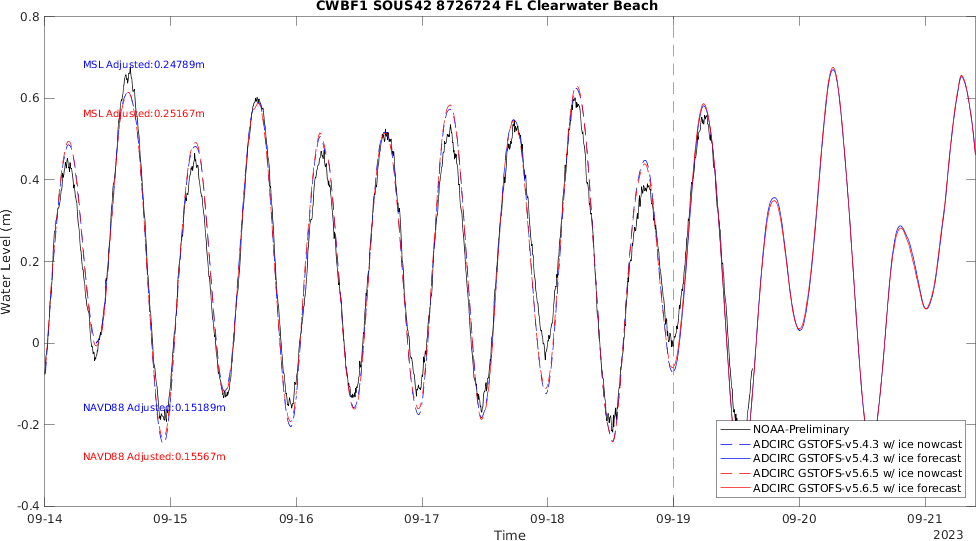 CWBF1 SOUS42 8726724 FL Clearwater Beach
0.8
MSL Adjusted:0.24789m
0.6
MSL Adjusted:0.25167m
0.4
Water Level (m)
0.2
0
NAVD88 Adjusted:0.15189m
-0.2
NAVD88 Adjusted:0.15567m
NOAA-Preliminary
ADCIRC GSTOFS-v5.4.3 w/ ice nowcast
ADCIRC GSTOFS-v5.4.3 w/ ice forecast
ADCIRC GSTOFS-v5.6.5 w/ ice nowcast
ADCIRC GSTOFS-v5.6.5 w/ ice forecast
-0.4
09-14 09-15 09-16 09-17 09-18 09-19 09-20 09-21
Time
2023